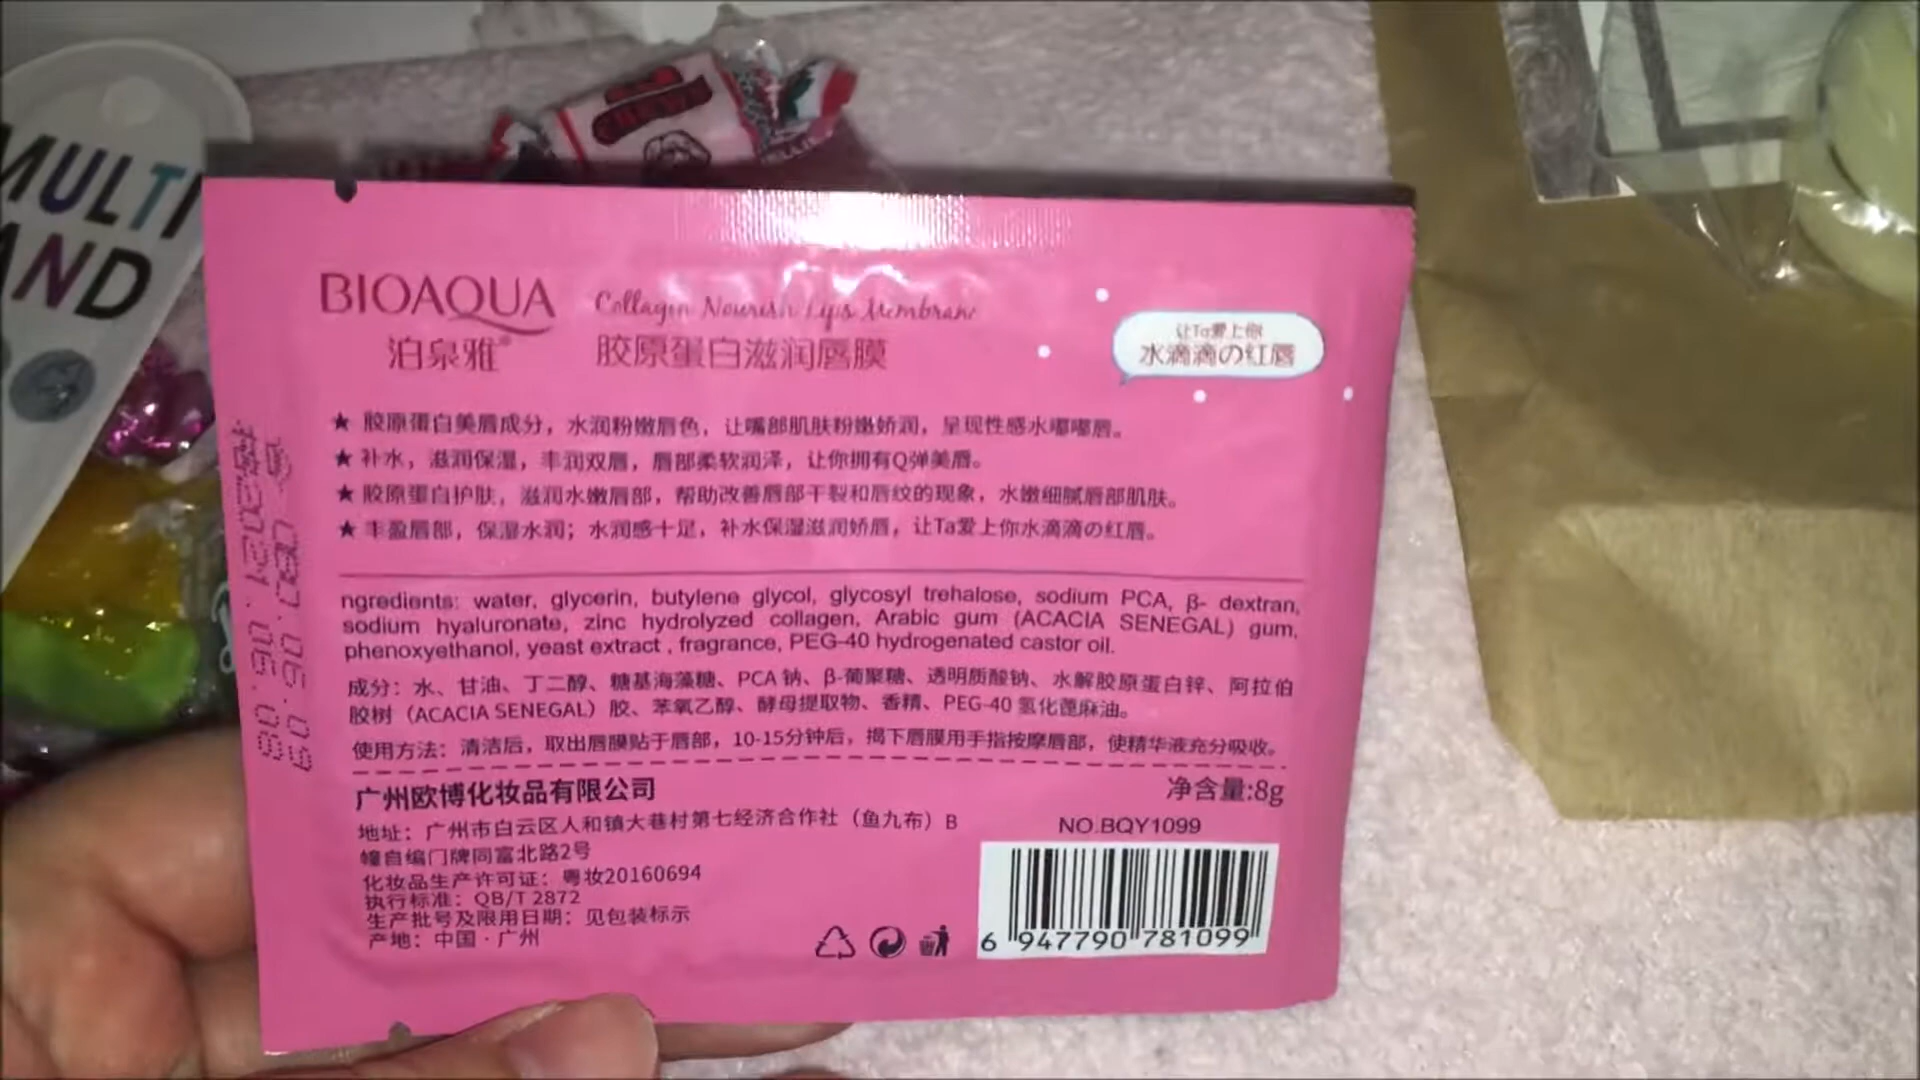 MULTI
AND
CHEWS
BIOAQUA
泊泉雅®
Collagen Nourish Lips Membrane
胶原蛋白滋润唇膜
让Ta爱上你
水滴滴の红唇
★ 胶原蛋白美唇成分，水润粉嫩唇色，让嘴部肌肤粉嫩娇润，呈现性感水嘟嘟唇。
★ 补水，滋润保湿，丰润双唇，唇部柔软润泽，让你拥有Q弹美唇。
★ 胶原蛋白护肤，滋润水嫩唇部，帮助改善唇部干裂和唇纹的现象，水嫩细腻唇部肌肤。
★ 丰盈唇部，保湿水润；水润感十足，补水保湿滋润娇唇，让Ta爱上你水滴滴の红唇。
ngredients: water, glycerin, butylene glycol, glycosyl trehalose, sodium PCA, β- dextran,
sodium hyaluronate, zinc hydrolyzed collagen, Arabic gum (ACACIA SENEGAL) gum,
phenoxyethanol, yeast extract , fragrance, PEG-40 hydrogenated castor oil.
成分：水、甘油、丁二醇、糖基海藻糖、PCA 钠、β-葡聚糖、透明质酸钠、水解胶原蛋白锌、阿拉伯
胶树（ACACIA SENEGAL）胶、苯氧乙醇、酵母提取物、香精、PEG-40 氢化蓖麻油。
使用方法：清洁后，取出唇膜贴于唇部，10-15分钟后，揭下唇膜用手指按摩唇部，使精华液充分吸收。
广州欧博化妆品有限公司
净含量:8g
地址：广州市白云区人和镇大巷村第七经济合作社（鱼九布）B
幢自编门牌同富北路2号
化妆品生产许可证：粤妆20160694
执行标准：QB/T 2872
生产批号及限用日期：见包装标示
产地：中国 · 广州
NO.BQY1099
6 947790 781099